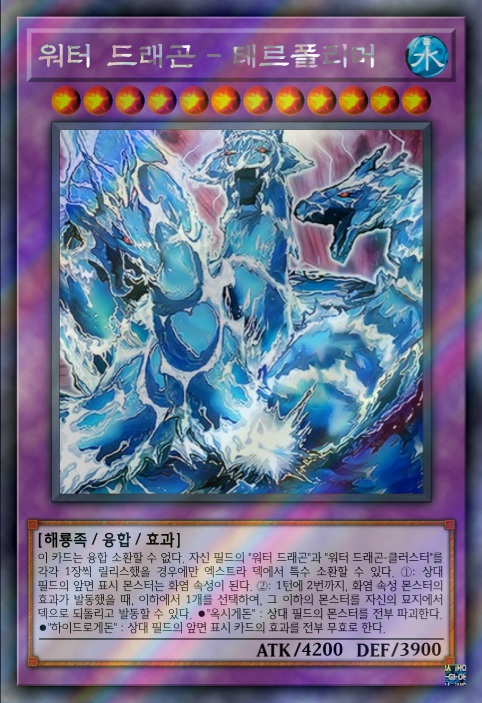 워터 드래곤 - 테르폴리머
水
[해룡족 / 융합 / 효과]
이 카드는 융합 소환할 수 없다. 자신 필드의 "워터 드래곤"과 "워터 드래곤-클러스터"를
각각 1장씩 릴리스했을 경우에만 엑스트라 덱에서 특수 소환할 수 있다. ①: 상대
필드의 앞면 표시 몬스터는 화염 속성이 된다. ②: 1턴에 2번까지, 화염 속성 몬스터의
효과가 발동했을 때, 이하에서 1개를 선택하여, 그 이하의 몬스터를 자신의 묘지에서
덱으로 되돌리고 발동할 수 있다. ●"옥시게돈" : 상대 필드의 몬스터를 전부 파괴한다.
●"하이드로게돈" : 상대 필드의 앞면 표시 카드의 효과를 전부 무효로 한다.
ATK/4200 DEF/3900